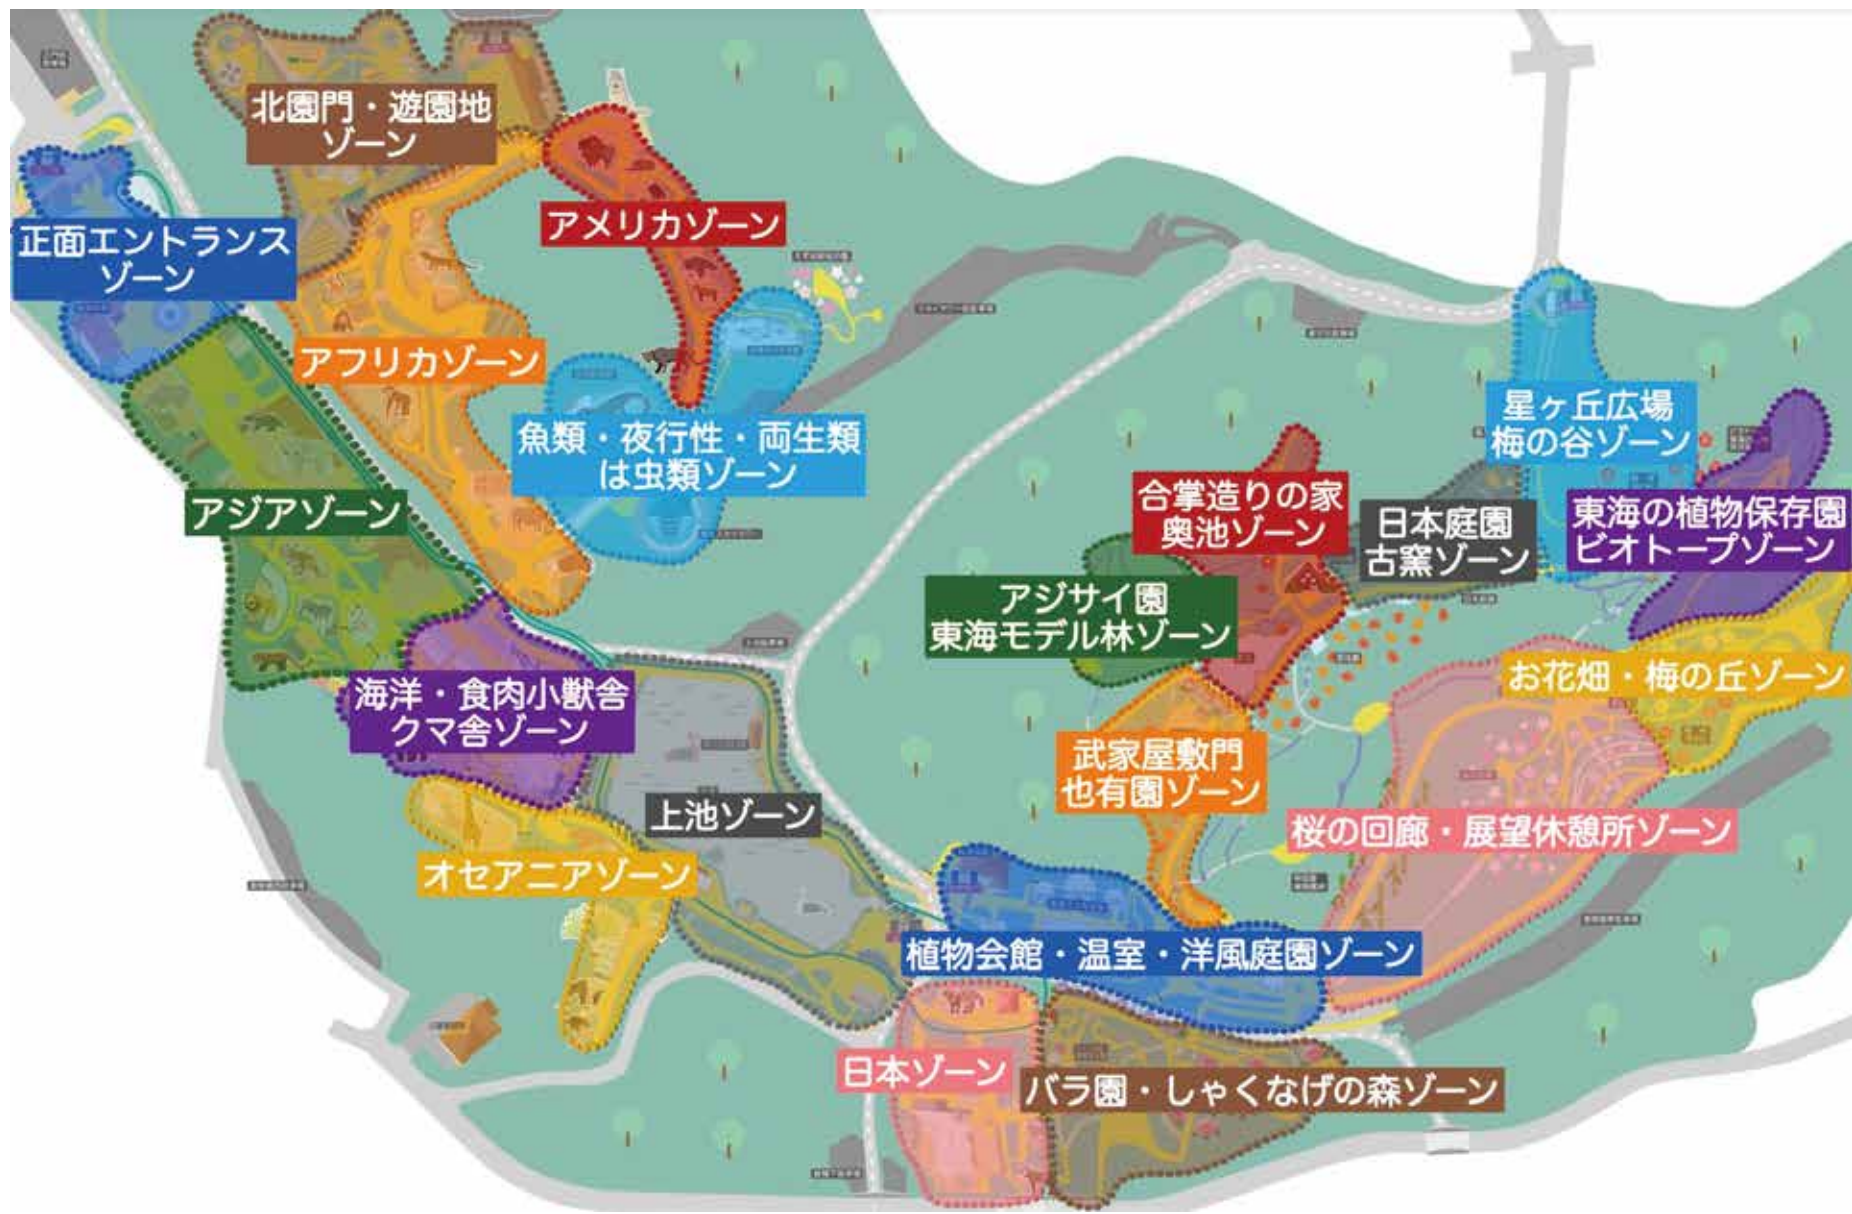 北園門・遊園地
ゾーン
アメリカゾーン
正面エントランス
ゾーン
アフリカゾーン
魚類・夜行性・両生類
は虫類ゾーン
星ヶ丘広場
梅の谷ゾーン
アジアゾーン
合掌造りの家
奥池ゾーン
日本庭園
古窯ゾーン
東海の植物保存園
ビオトープゾーン
アジサイ園
東海モデル林ゾーン
お花畑・梅の丘ゾーン
海洋・食肉小獣舎
クマ舎ゾーン
武家屋敷門
也有園ゾーン
上池ゾーン
桜の回廊・展望休憩所ゾーン
オセアニアゾーン
植物会館・温室・洋風庭園ゾーン
日本ゾーン
バラ園・しゃくなげの森ゾーン